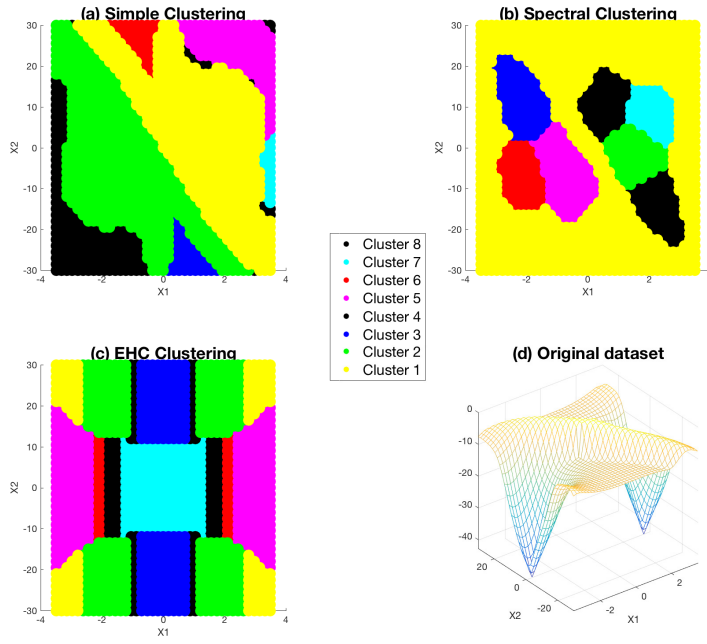 (a) Simple Clustering
30
20
10
0
-10
-20
-30
X2
-4
-2
0
2
4
X1
(b) Spectral Clustering
30
20
10
0
-10
-20
-30
X2
-4
-2
0
2
X1
Cluster 8
Cluster 7
Cluster 6
Cluster 5
Cluster 4
Cluster 3
Cluster 2
Cluster 1
(c) EHC Clustering
30
20
10
0
-10
-20
-30
X2
-4
-2
0
2
4
X1
(d) Original dataset
0
-10
-20
-30
-40
20
0
-20
X2
-2
0
2
X1